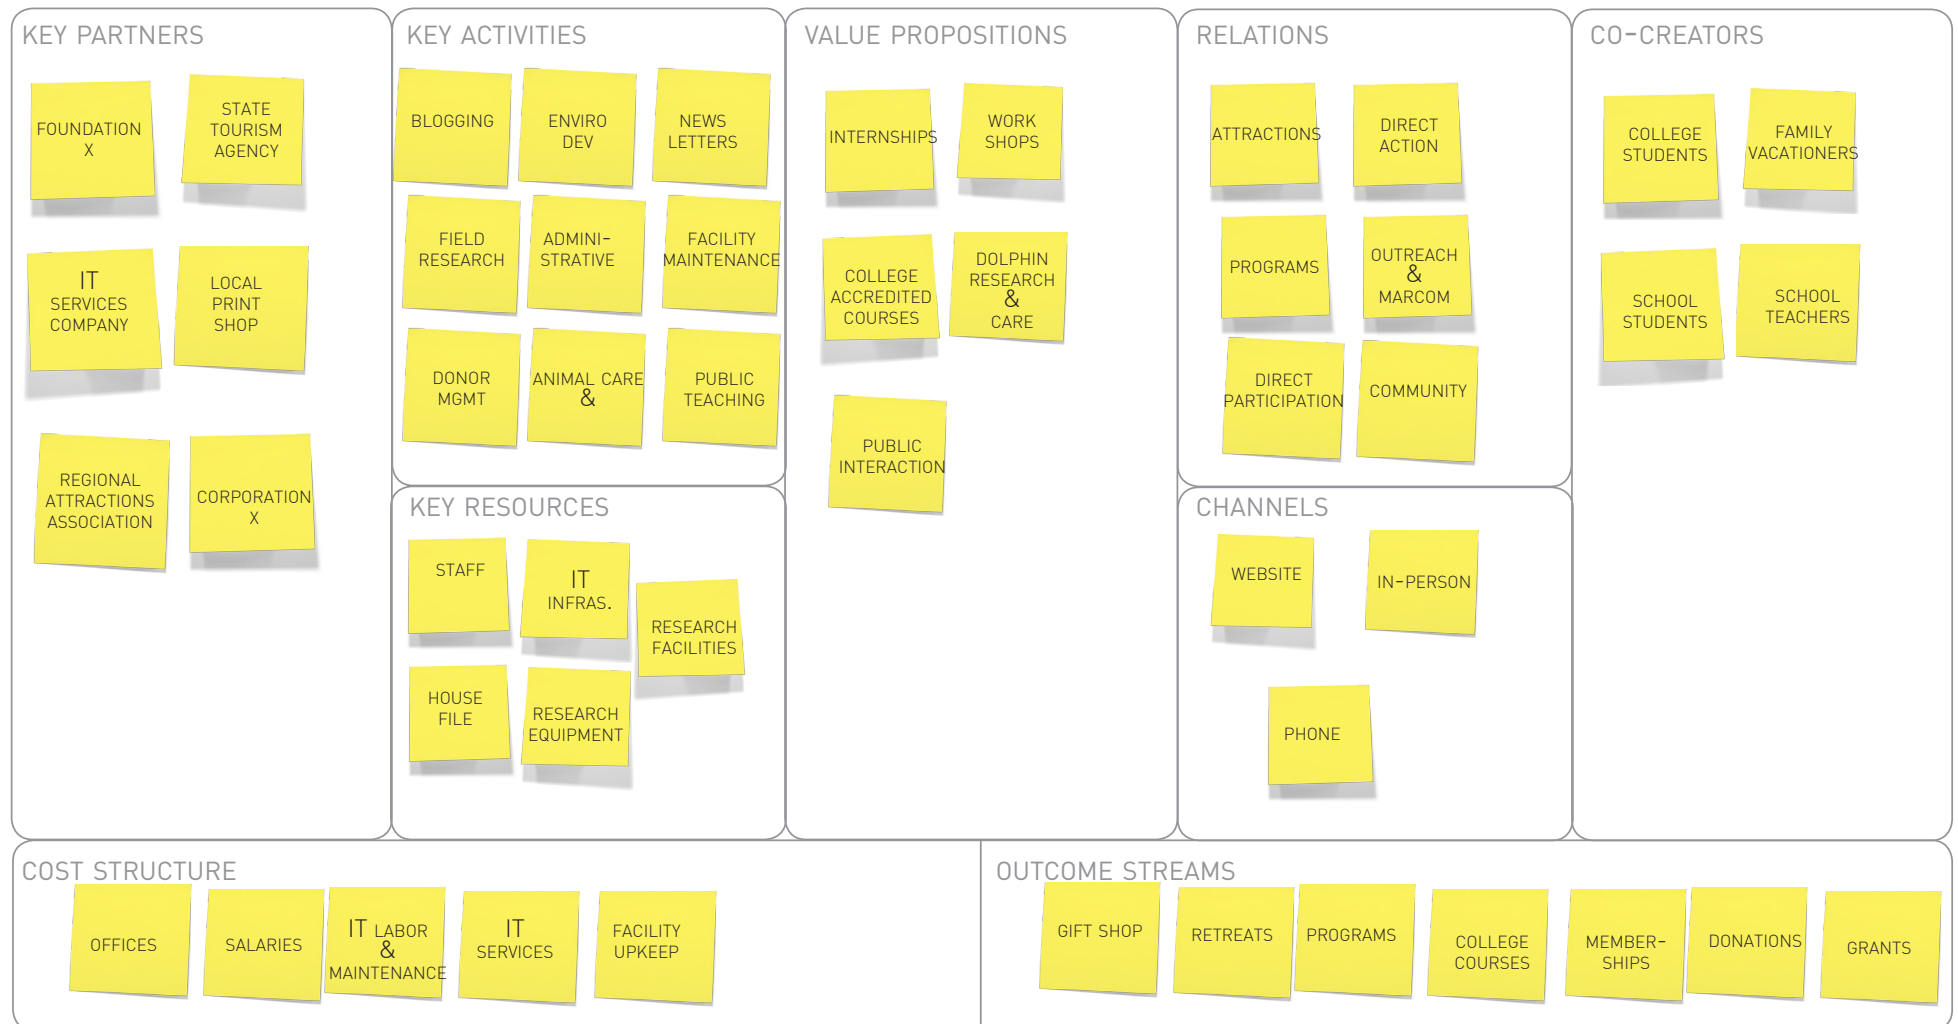 KEY PARTNERS
FOUNDATION
X
STATE
TOURISM
AGENCY
IT
SERVICES
COMPANY
LOCAL
PRINT
SHOP
REGIONAL
ATTRACTIONS
ASSOCIATION
CORPORATION
X
KEY ACTIVITIES
BLOGGING
ENVIRO
DEV
NEWS
LETTERS
FIELD
RESEARCH
ADMINI-
STRATIVE
FACILITY
MAINTENANCE
DONOR
MGMT
ANIMAL CARE
&
PUBLIC
TEACHING
KEY RESOURCES
STAFF
IT
INFRAS.
RESEARCH
FACILITIES
HOUSE
FILE
RESEARCH
EQUIPMENT
VALUE PROPOSITIONS
INTERNSHIPS
WORK
SHOPS
COLLEGE
ACCREDITED
COURSES
DOLPHIN
RESEARCH
&
CARE
PUBLIC
INTERACTION
RELATIONS
ATTRACTIONS
DIRECT
ACTION
PROGRAMS
OUTREACH
&
MARCOM
DIRECT
PARTICIPATION
COMMUNITY
CHANNELS
WEBSITE
IN-PERSON
PHONE
CO-CREATORS
COLLEGE
STUDENTS
FAMILY
VACATIONERS
SCHOOL
STUDENTS
SCHOOL
TEACHERS
COST STRUCTURE
OFFICES
SALARIES
IT LABOR
&
MAINTENANCE
IT
SERVICES
FACILITY
UPKEEP
OUTCOME STREAMS
GIFT SHOP
RETREATS
PROGRAMS
COLLEGE
COURSES
MEMBER-
SHIPS
DONATIONS
GRANTS